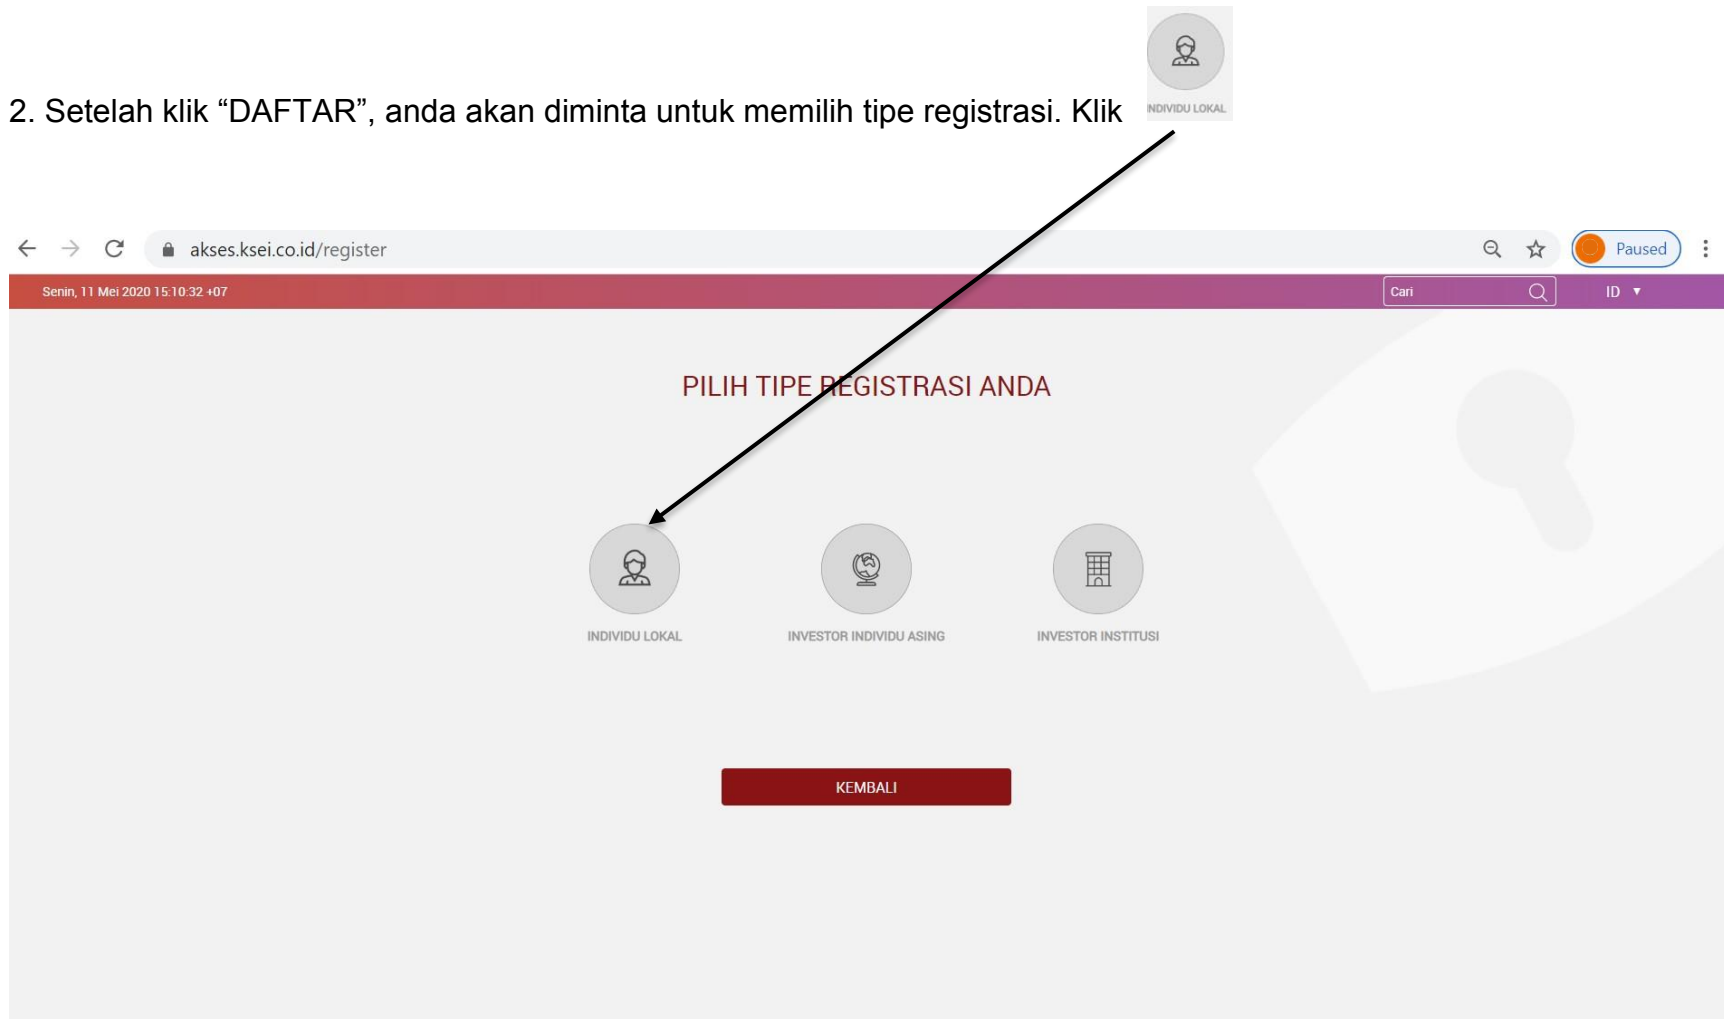 2. Setelah klik “DAFTAR”, anda akan diminta untuk memilih tipe registrasi. Klik
INDIVIDU LOKAL
akses.ksei.co.id/register
Paused
Senin, 11 Mei 2020 15:10:32 +07
Cari
ID
PILIH TIPE REGISTRASI ANDA
INDIVIDU LOKAL
INVESTOR INDIVIDU ASING
INVESTOR INSTITUSI
KEMBALI